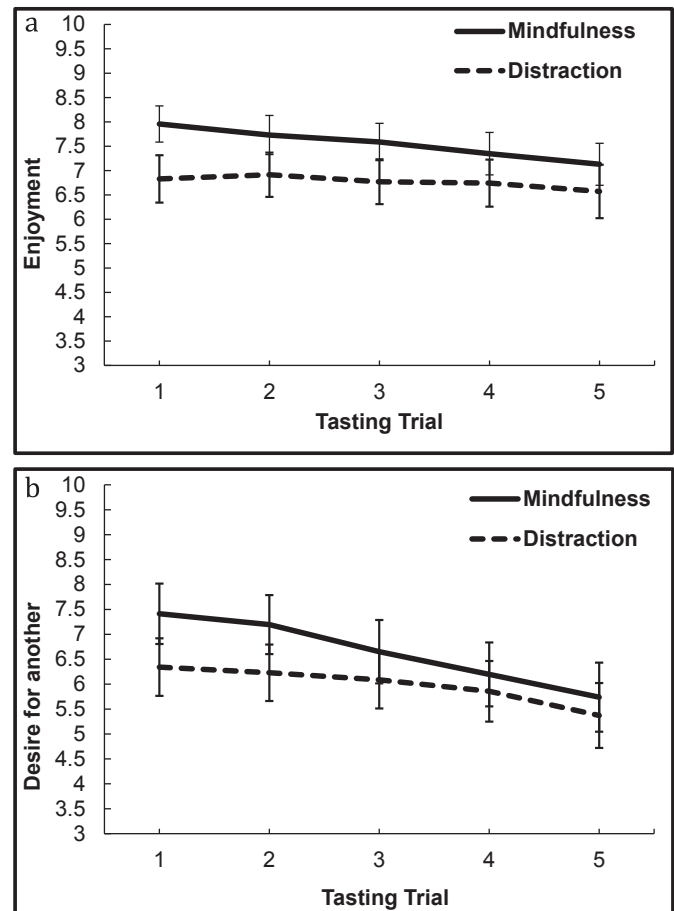 a
Mindfulness
Distraction
Enjoyment
10
9.5
9
8.5
8
7.5
7
6.5
6
5.5
5
4.5
4
3.5
3
1 2 3 4 5
Tasting Trial
b
Mindfulness
Distraction
Desire for another
10
9.5
9
8.5
8
7.5
7
6.5
6
5.5
5
4.5
4
3.5
3
1 2 3 4 5
Tasting Trial